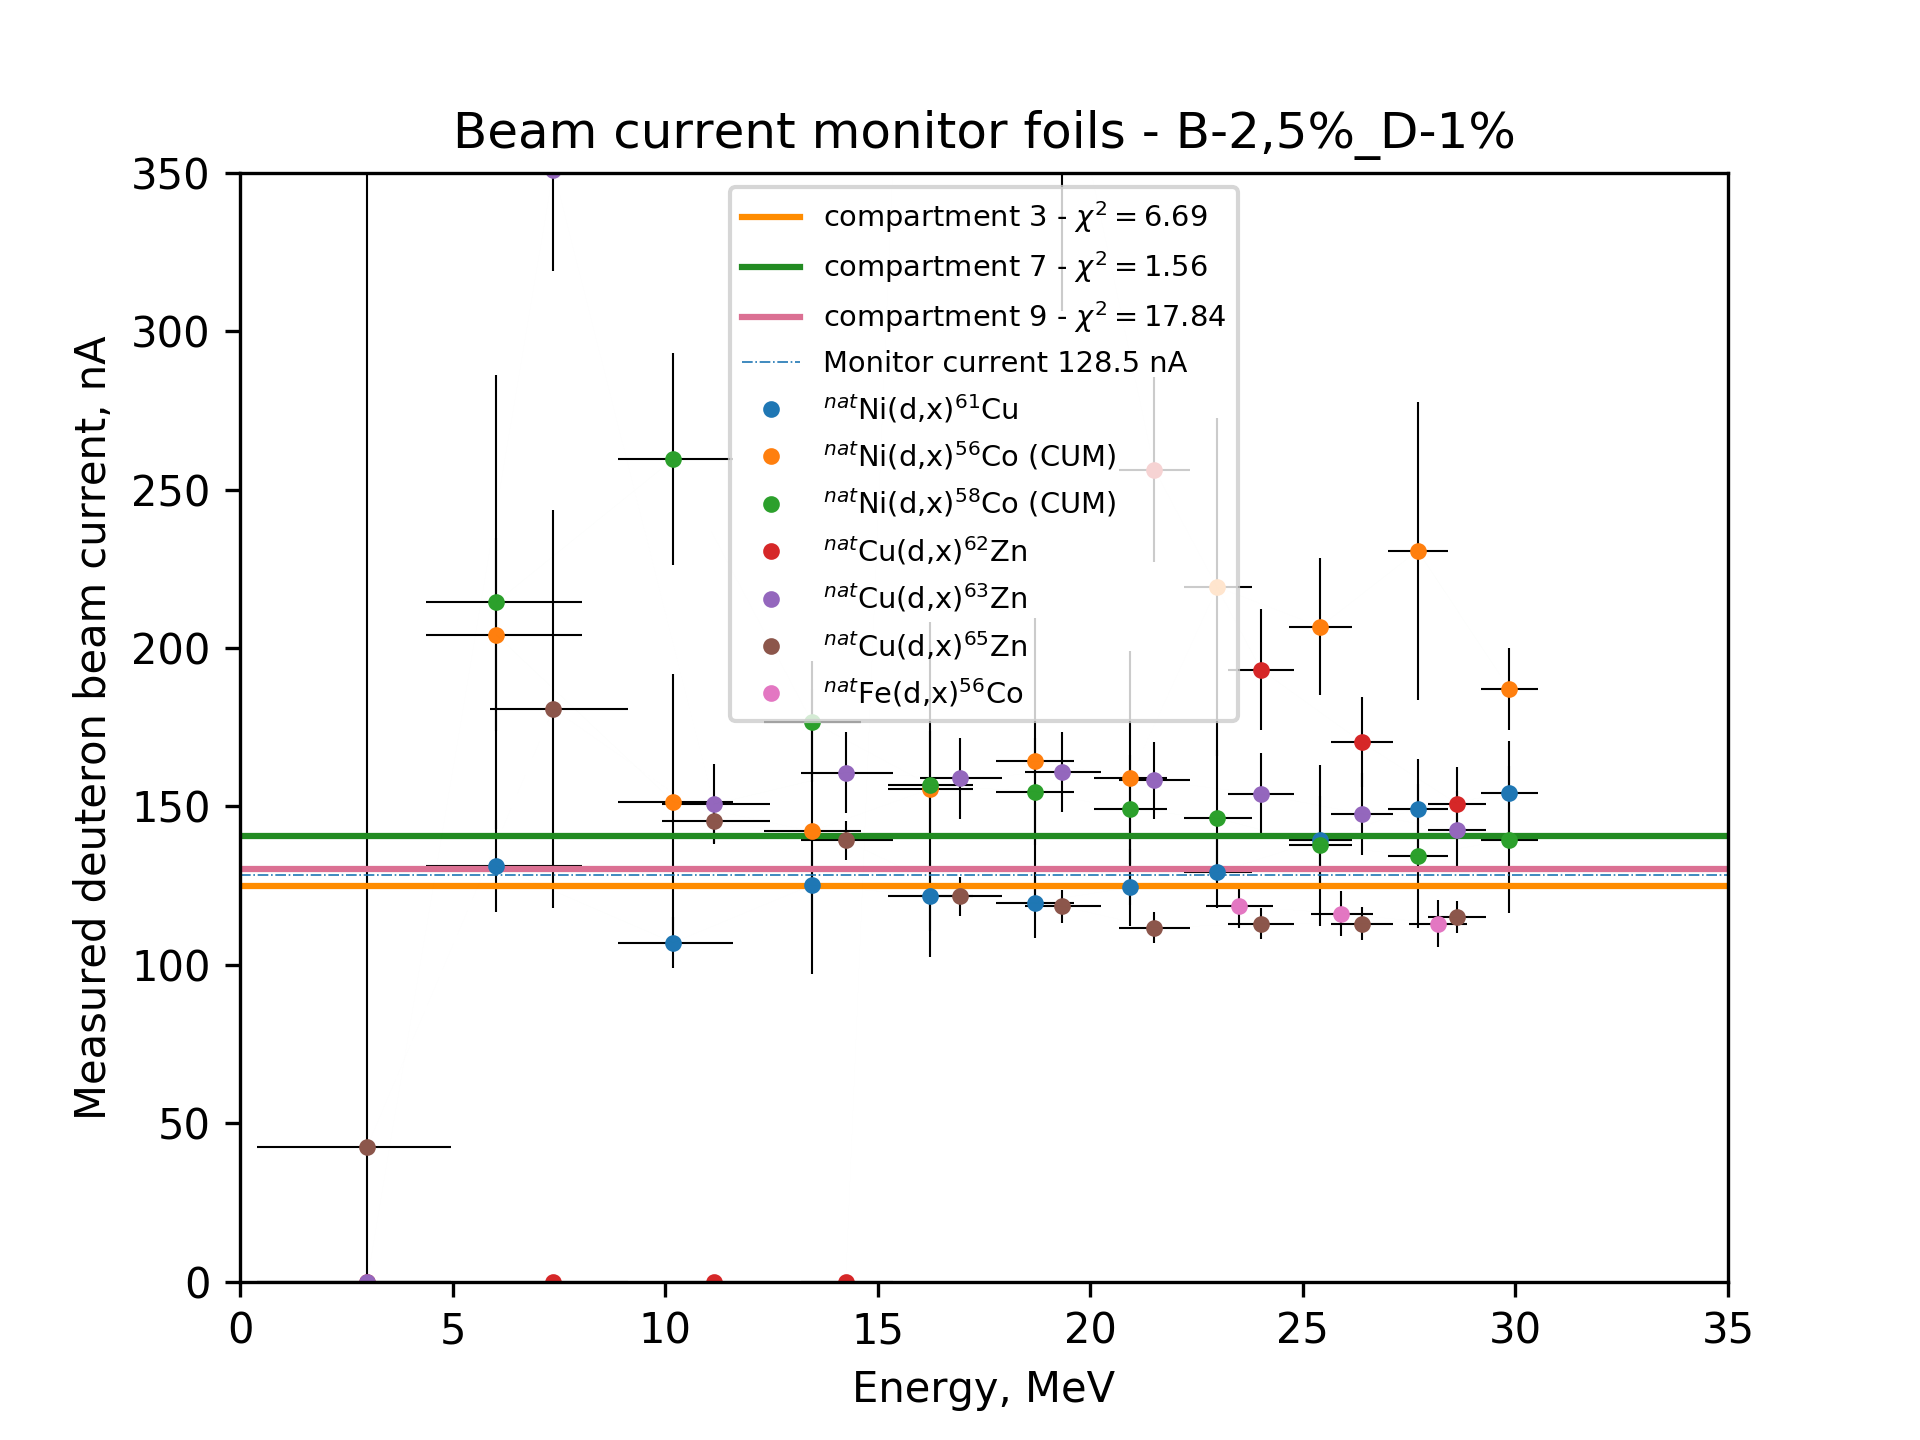 Beam current monitor foils - B-2,5%_D-1%
350
300
250
200
150
100
50
0
Measured deuteron beam current, nA
compartment 3 - χ² = 6.69
compartment 7 - χ² = 1.56
compartment 9 - χ² = 17.84
Monitor current 128.5 nA
ⁿᵃᵗNi(d,x)⁶¹Cu
ⁿᵃᵗNi(d,x)⁵⁶Co (CUM)
ⁿᵃᵗNi(d,x)⁵⁸Co (CUM)
ⁿᵃᵗCu(d,x)⁶²Zn
ⁿᵃᵗCu(d,x)⁶³Zn
ⁿᵃᵗCu(d,x)⁶⁵Zn
ⁿᵃᵗFe(d,x)⁵⁶Co
0 5 10 15 20 25 30 35
Energy, MeV